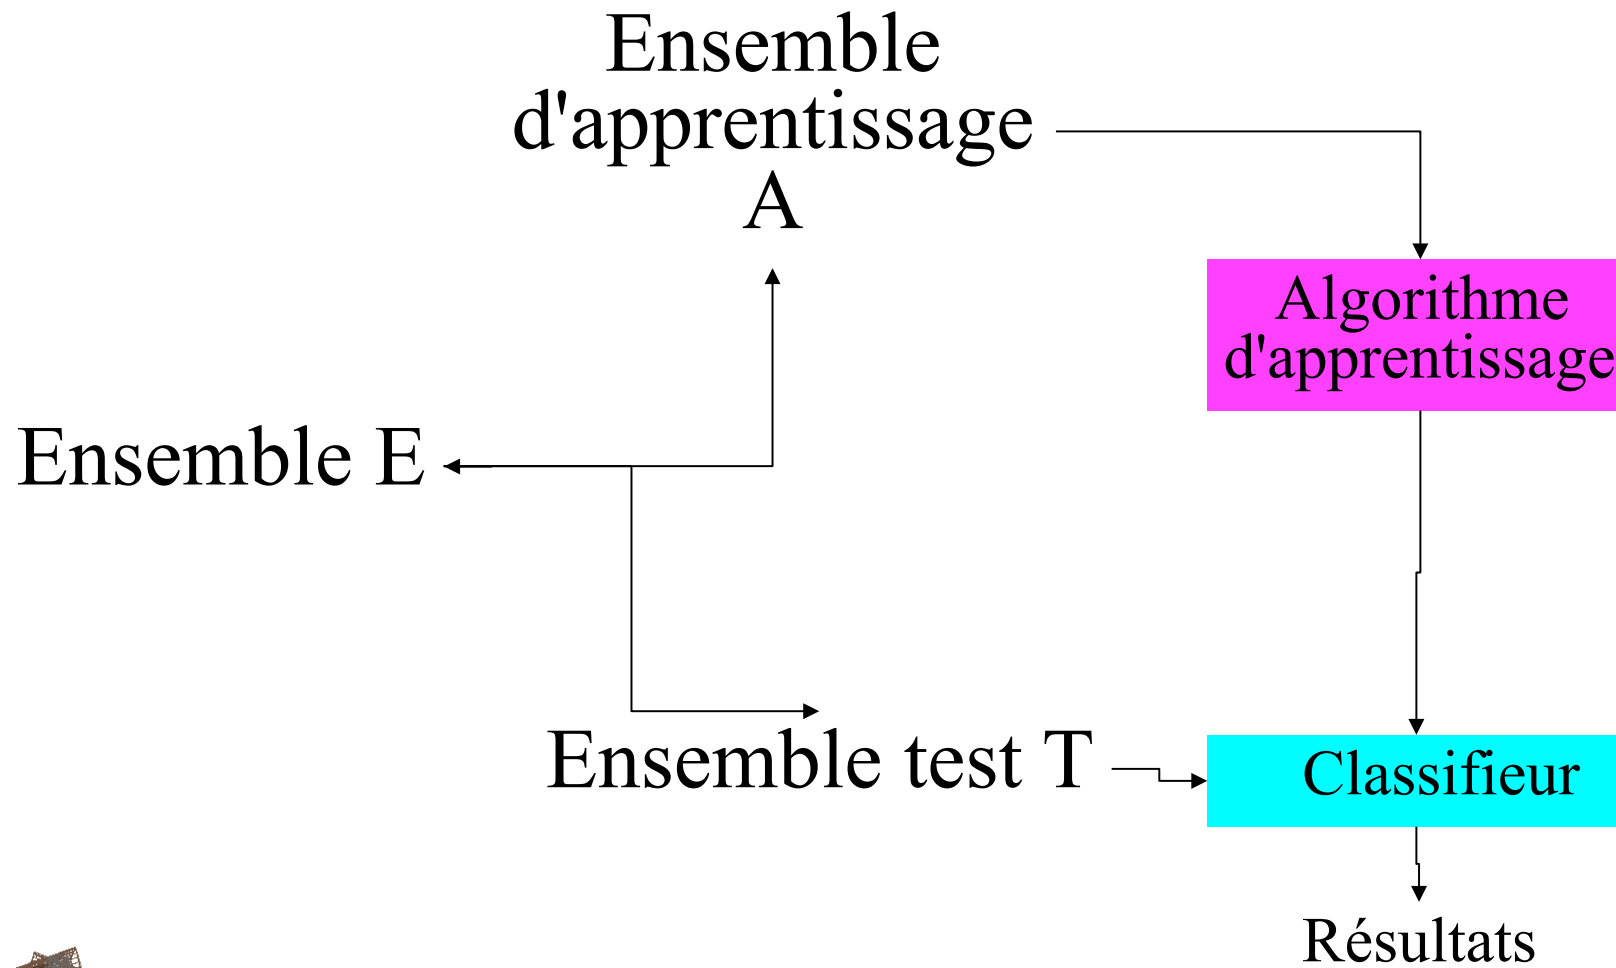 Ensemble
d'apprentissage
A
Algorithme
d'apprentissage
Ensemble E
Ensemble test T
Classifieur
Résultats